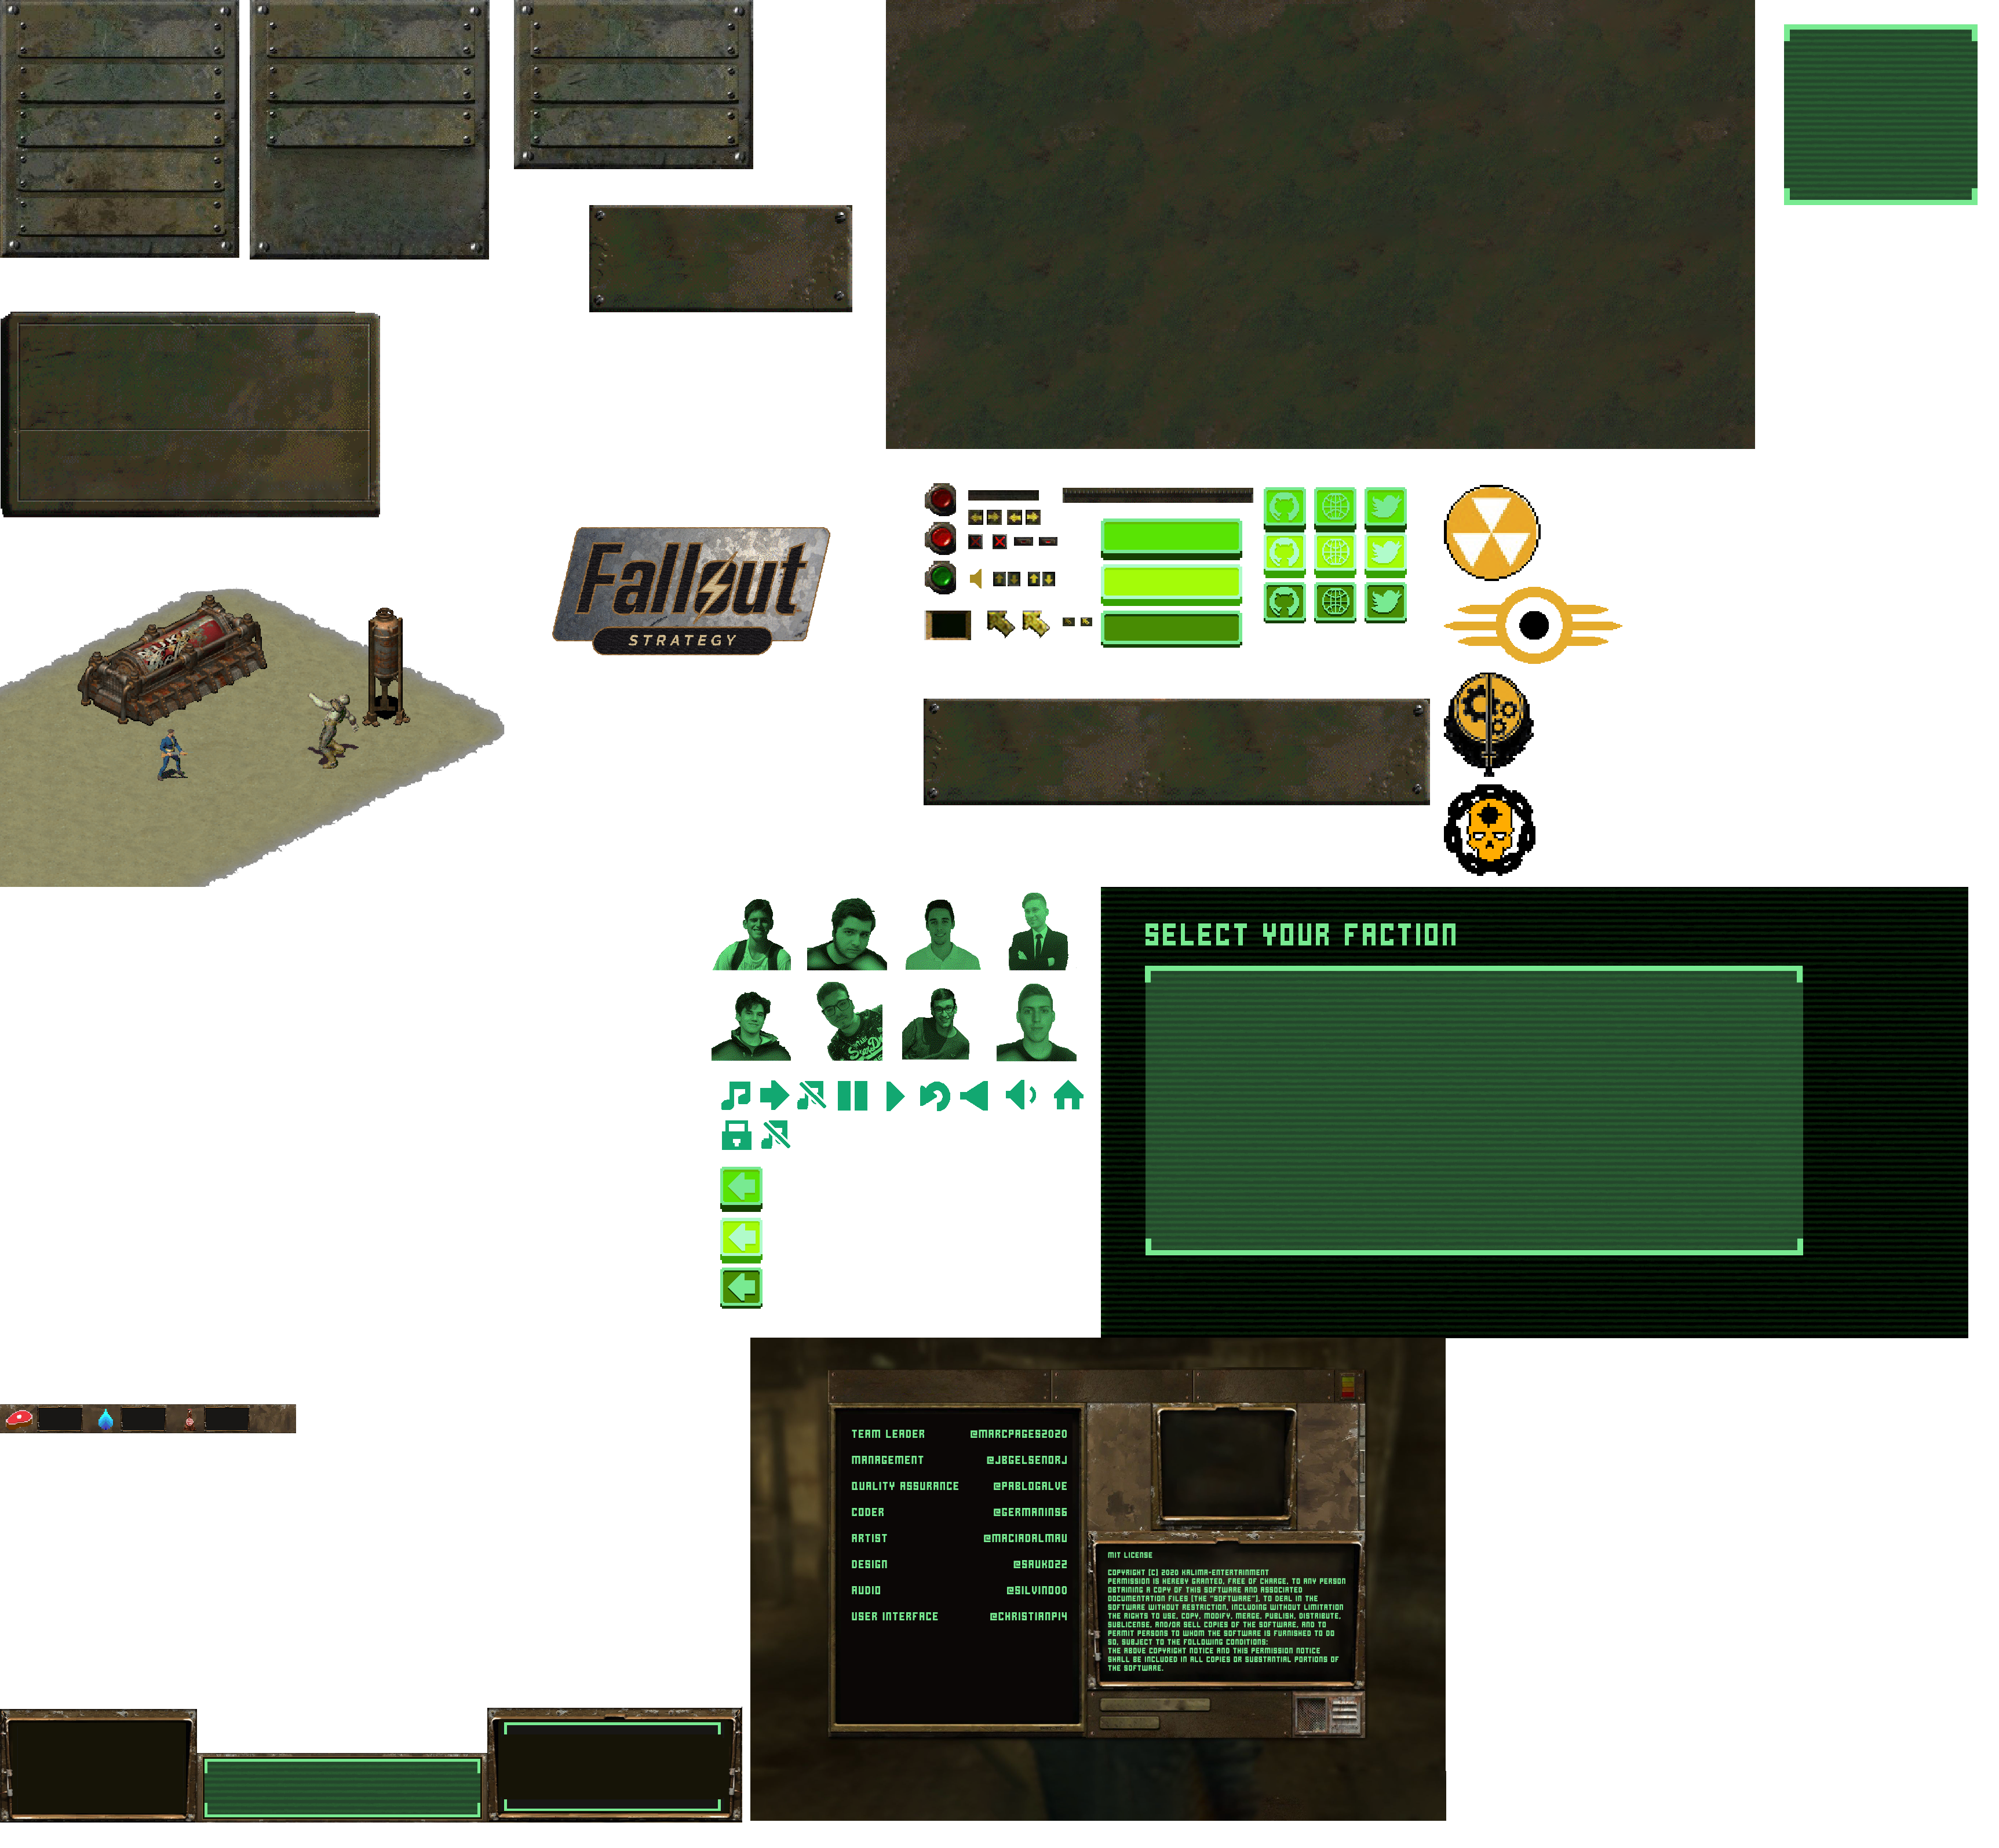 Fallout
STRATEGY
SELECT YOUR FACTION
TEAM LEADER @MARCPAGES2020
MANAGEMENT @JBGELSENDRJ
QUALITY ASSURANCE @PABLOGALVE
CODER @GERMANINS6
ARTIST @MACIADALMAU
DESIGN @SAUKO22
AUDIO @SILVINOOO
USER INTERFACE @CHRISTIANPI4
MIT LICENSE
COPYRIGHT [C] 2020 KALIMA-ENTERTAINMENT
PERMISSION IS HEREBY GRANTED, FREE OF CHARGE, TO ANY PERSON
OBTAINING A COPY OF THIS SOFTWARE AND ASSOCIATED
DOCUMENTATION FILES [THE "SOFTWARE"], TO DEAL IN THE
SOFTWARE WITHOUT RESTRICTION, INCLUDING WITHOUT LIMITATION
THE RIGHTS TO USE, COPY, MODIFY, MERGE, PUBLISH, DISTRIBUTE,
SUBLICENSE, AND/OR SELL COPIES OF THE SOFTWARE, AND TO
PERMIT PERSONS TO WHOM THE SOFTWARE IS FURNISHED TO DO
SO, SUBJECT TO THE FOLLOWING CONDITIONS:
THE ABOVE COPYRIGHT NOTICE AND THIS PERMISSION NOTICE
SHALL BE INCLUDED IN ALL COPIES OR SUBSTANTIAL PORTIONS OF
THE SOFTWARE.